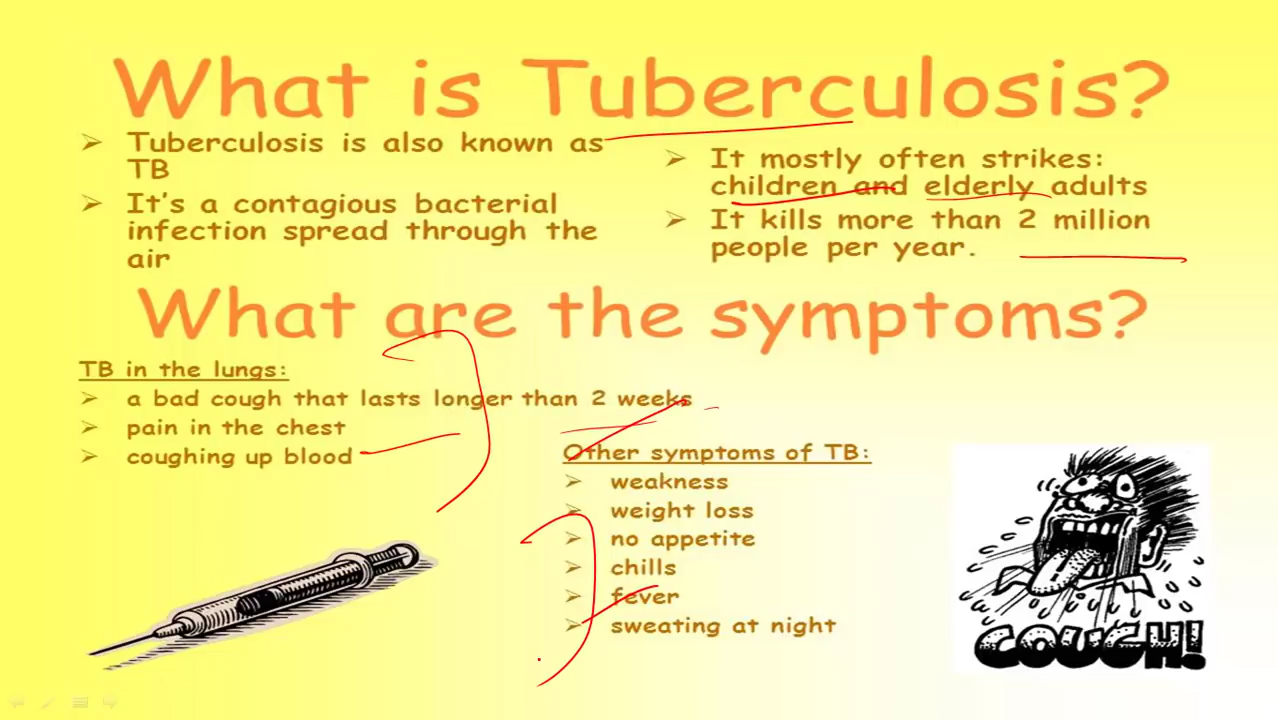 What is Tuberculosis?
Tuberculosis is also known as
TB
It's a contagious bacterial
infection spread through the
air
It mostly often strikes:
children and elderly adults
It kills more than 2 million
people per year.
What are the symptoms?
TB in the lungs:
a bad cough that lasts longer than 2 weeks
pain in the chest
coughing up blood
Other symptoms of TB:
weakness
weight loss
no appetite
chills
fever
sweating at night
COUGH!